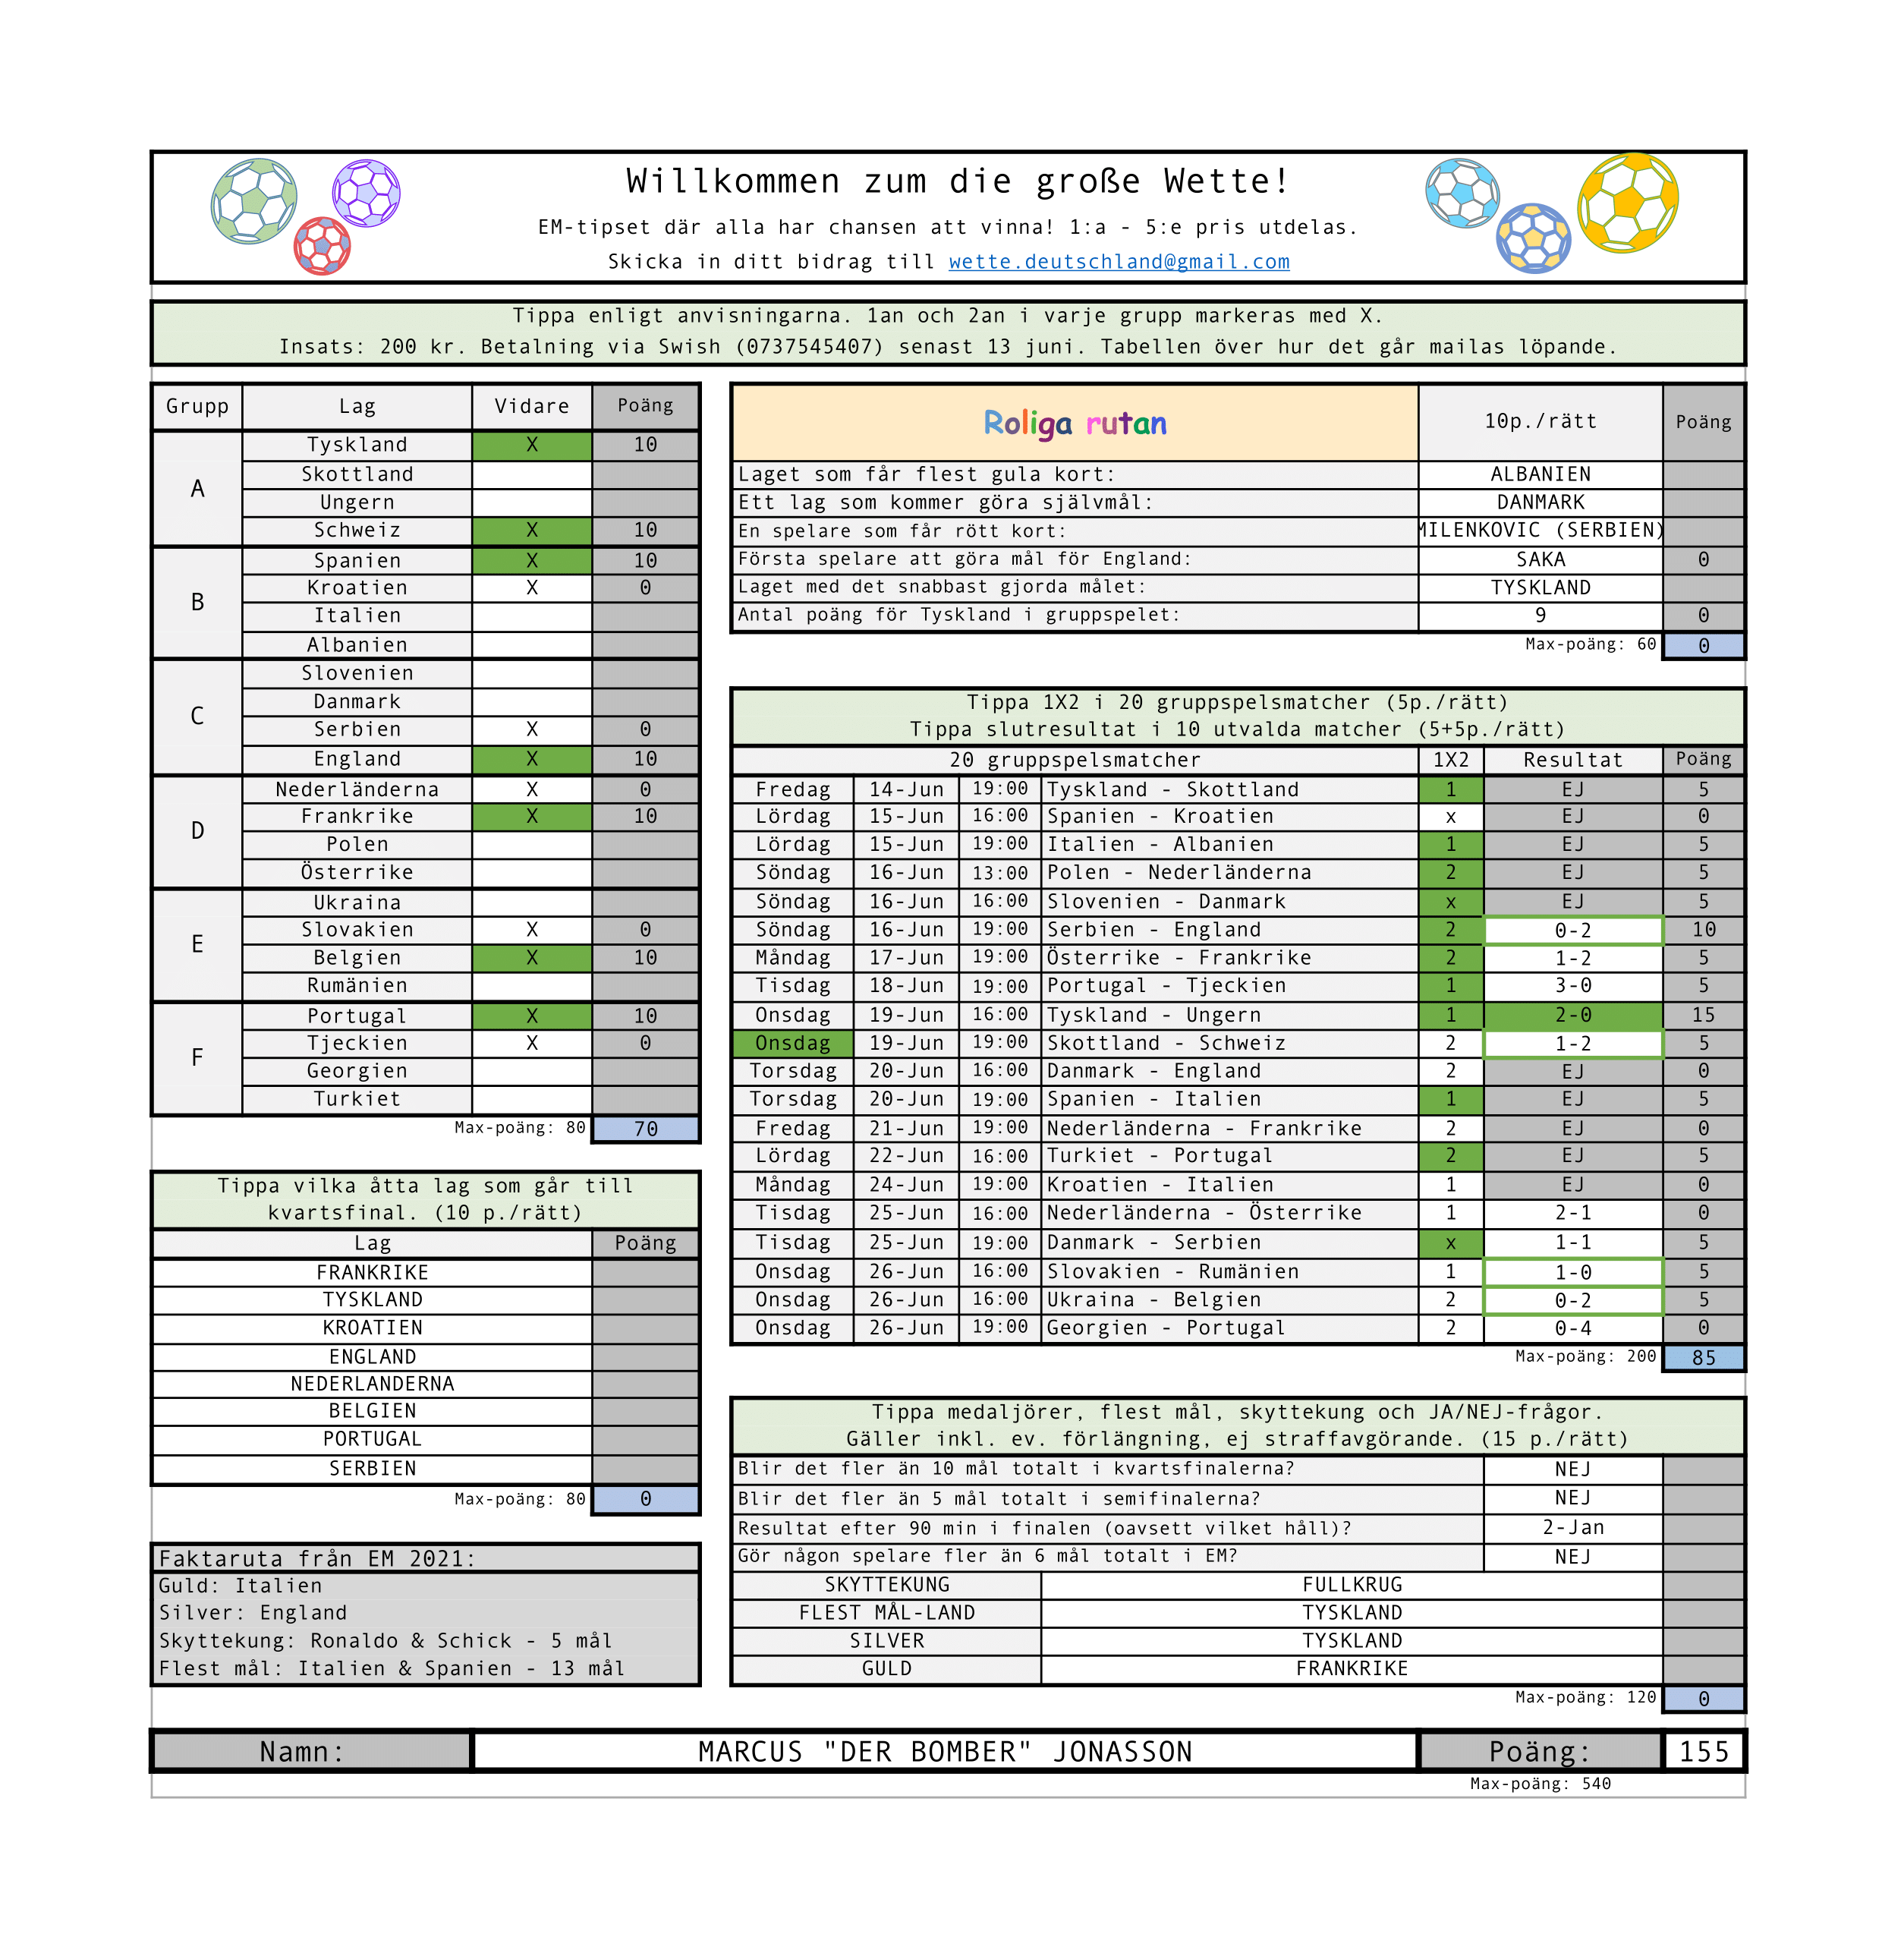 Willkommen zum die große Wette!
EM-tipset där alla har chansen att vinna! 1:a - 5:e pris utdelas.
Skicka in ditt bidrag till wette.deutschland@gmail.com
Tippa enligt anvisningarna. 1an och 2an i varje grupp markeras med X.
Insats: 200 kr. Betalning via Swish (0737545407) senast 13 juni. Tabellen över hur det går mailas löpande.
Grupp Lag Vidare Poäng
A
Tyskland X 10
Skottland
Ungern
Schweiz X 10
B
Spanien X 10
Kroatien X 0
Italien
Albanien
C
Slovenien
Danmark
Serbien X 0
England X 10
D
Nederländerna X 0
Frankrike X 10
Polen
Österrike
E
Ukraina
Slovakien X 0
Belgien X 10
Rumänien
F
Portugal X 10
Tjeckien X 0
Georgien
Turkiet
Max-poäng: 80 70
Tippa vilka åtta lag som går till
kvartsfinal. (10 p./rätt)
Lag Poäng
FRANKRIKE
TYSKLAND
KROATIEN
ENGLAND
NEDERLANDERNA
BELGIEN
PORTUGAL
SERBIEN
Max-poäng: 80 0
Faktaruta från EM 2021:
Guld: Italien
Silver: England
Skyttekung: Ronaldo & Schick - 5 mål
Flest mål: Italien & Spanien - 13 mål
Roliga rutan 10p./rätt Poäng
Laget som får flest gula kort: ALBANIEN
Ett lag som kommer göra självmål: DANMARK
En spelare som får rött kort: MILENKOVIC (SERBIEN)
Första spelare att göra mål för England: SAKA 0
Laget med det snabbast gjorda målet: TYSKLAND
Antal poäng för Tyskland i gruppspelet: 9 0
Max-poäng: 60 0
Tippa 1X2 i 20 gruppspelsmatcher (5p./rätt)
Tippa slutresultat i 10 utvalda matcher (5+5p./rätt)
20 gruppspelsmatcher 1X2 Resultat Poäng
Fredag 14-Jun 19:00 Tyskland - Skottland 1 EJ 5
Lördag 15-Jun 16:00 Spanien - Kroatien x EJ 0
Lördag 15-Jun 19:00 Italien - Albanien 1 EJ 5
Söndag 16-Jun 13:00 Polen - Nederländerna 2 EJ 5
Söndag 16-Jun 16:00 Slovenien - Danmark x EJ 5
Söndag 16-Jun 19:00 Serbien - England 2 0-2 10
Måndag 17-Jun 19:00 Österrike - Frankrike 2 1-2 5
Tisdag 18-Jun 19:00 Portugal - Tjeckien 1 3-0 5
Onsdag 19-Jun 16:00 Tyskland - Ungern 1 2-0 15
Onsdag 19-Jun 19:00 Skottland - Schweiz 2 1-2 5
Torsdag 20-Jun 16:00 Danmark - England 2 EJ 0
Torsdag 20-Jun 19:00 Spanien - Italien 1 EJ 5
Fredag 21-Jun 19:00 Nederländerna - Frankrike 2 EJ 0
Lördag 22-Jun 16:00 Turkiet - Portugal 2 EJ 5
Måndag 24-Jun 19:00 Kroatien - Italien 1 EJ 0
Tisdag 25-Jun 16:00 Nederländerna - Österrike 1 2-1 0
Tisdag 25-Jun 19:00 Danmark - Serbien x 1-1 5
Onsdag 26-Jun 16:00 Slovakien - Rumänien 1 1-0 5
Onsdag 26-Jun 16:00 Ukraina - Belgien 2 0-2 5
Onsdag 26-Jun 19:00 Georgien - Portugal 2 0-4 0
Max-poäng: 200 85
Tippa medaljörer, flest mål, skyttekung och JA/NEJ-frågor.
Gäller inkl. ev. förlängning, ej straffavgörande. (15 p./rätt)
Blir det fler än 10 mål totalt i kvartsfinalerna? NEJ
Blir det fler än 5 mål totalt i semifinalerna? NEJ
Resultat efter 90 min i finalen (oavsett vilket håll)? 2-Jan
Gör någon spelare fler än 6 mål totalt i EM? NEJ
SKYTTEKUNG FULLKRUG
FLEST MÅL-LAND TYSKLAND
SILVER TYSKLAND
GULD FRANKRIKE
Max-poäng: 120 0
Namn: MARCUS "DER BOMBER" JONASSON Poäng: 155
Max-poäng: 540